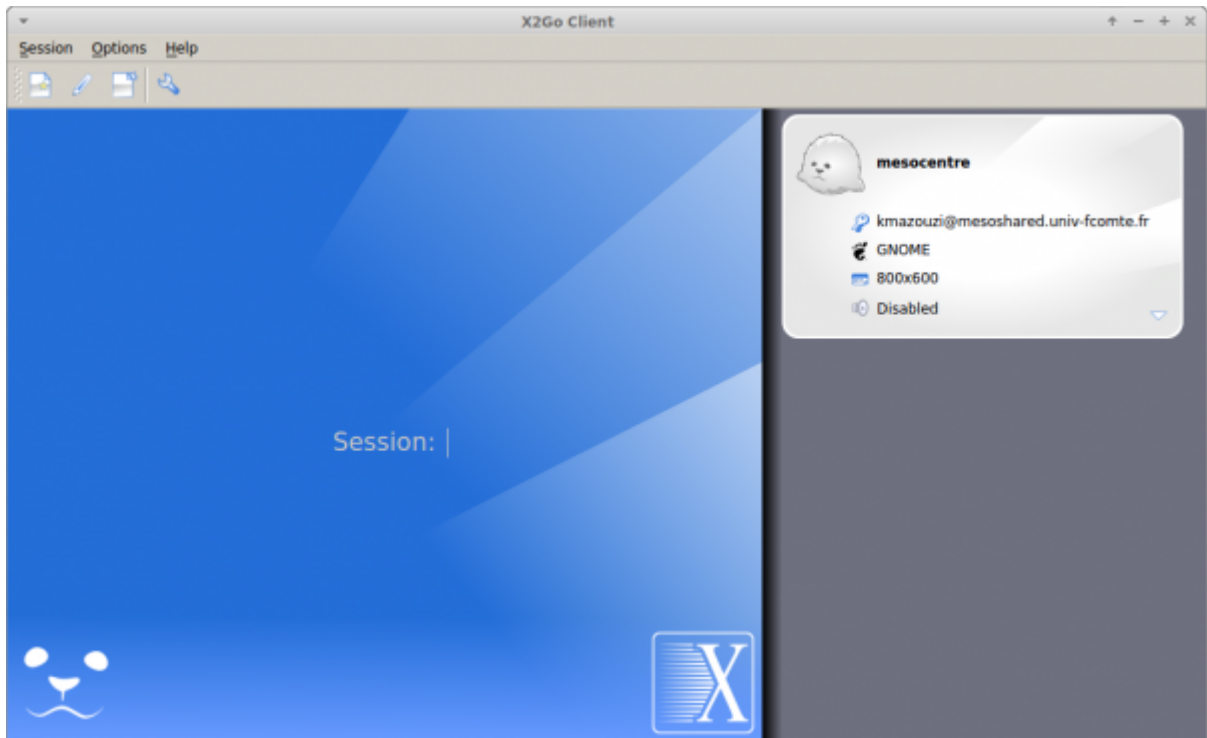 X2Go Client
Session Options Help
mesocentre
kmazouzi@mesoshared.univ-fcomte.fr
GNOME
800x600
Disabled
Session:
X